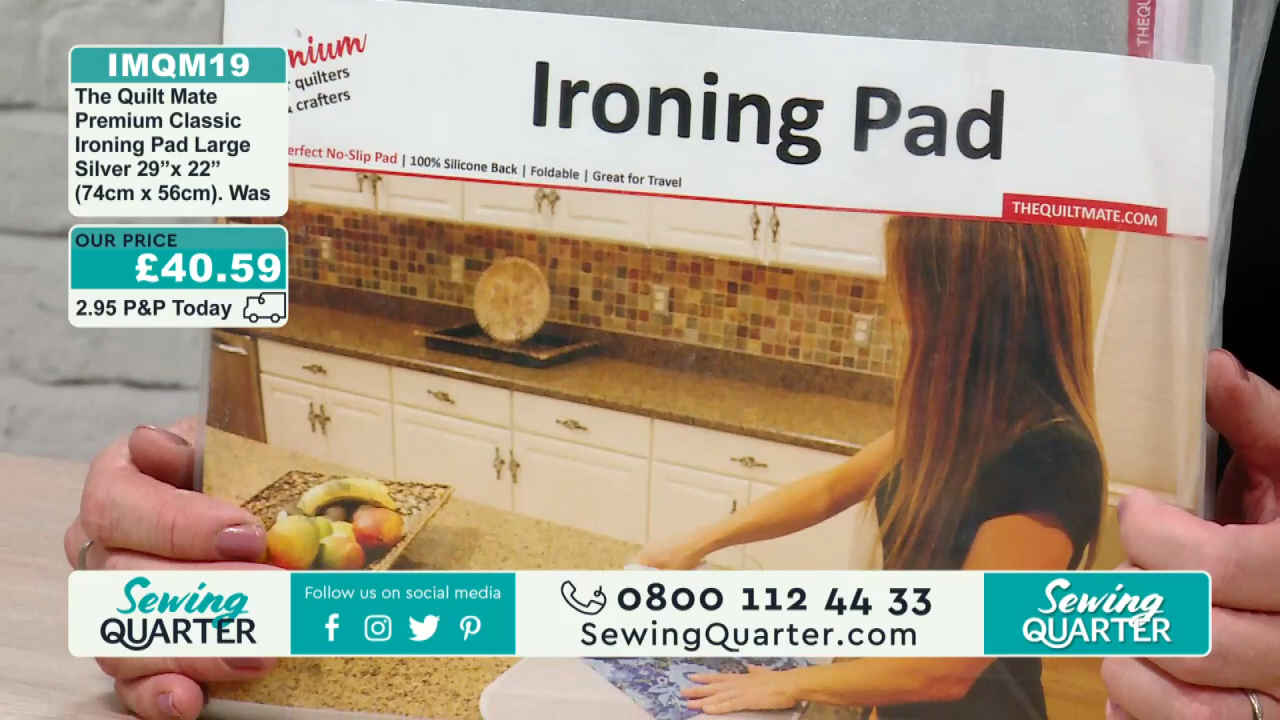 IMQM19
The Quilt Mate
Premium Classic
Ironing Pad Large
Silver 29”x 22”
(74cm x 56cm). Was
OUR PRICE
£40.59
2.95 P&P Today
quilters
& crafters
Ironing Pad
No-Slip Pad | 100% Silicone Back | Foldable | Great for Travel
THEQUILTMATE.COM
Sewing
QUARTER
Follow us on social media
0800 112 44 33
SewingQuarter.com
Sewing
QUARTER